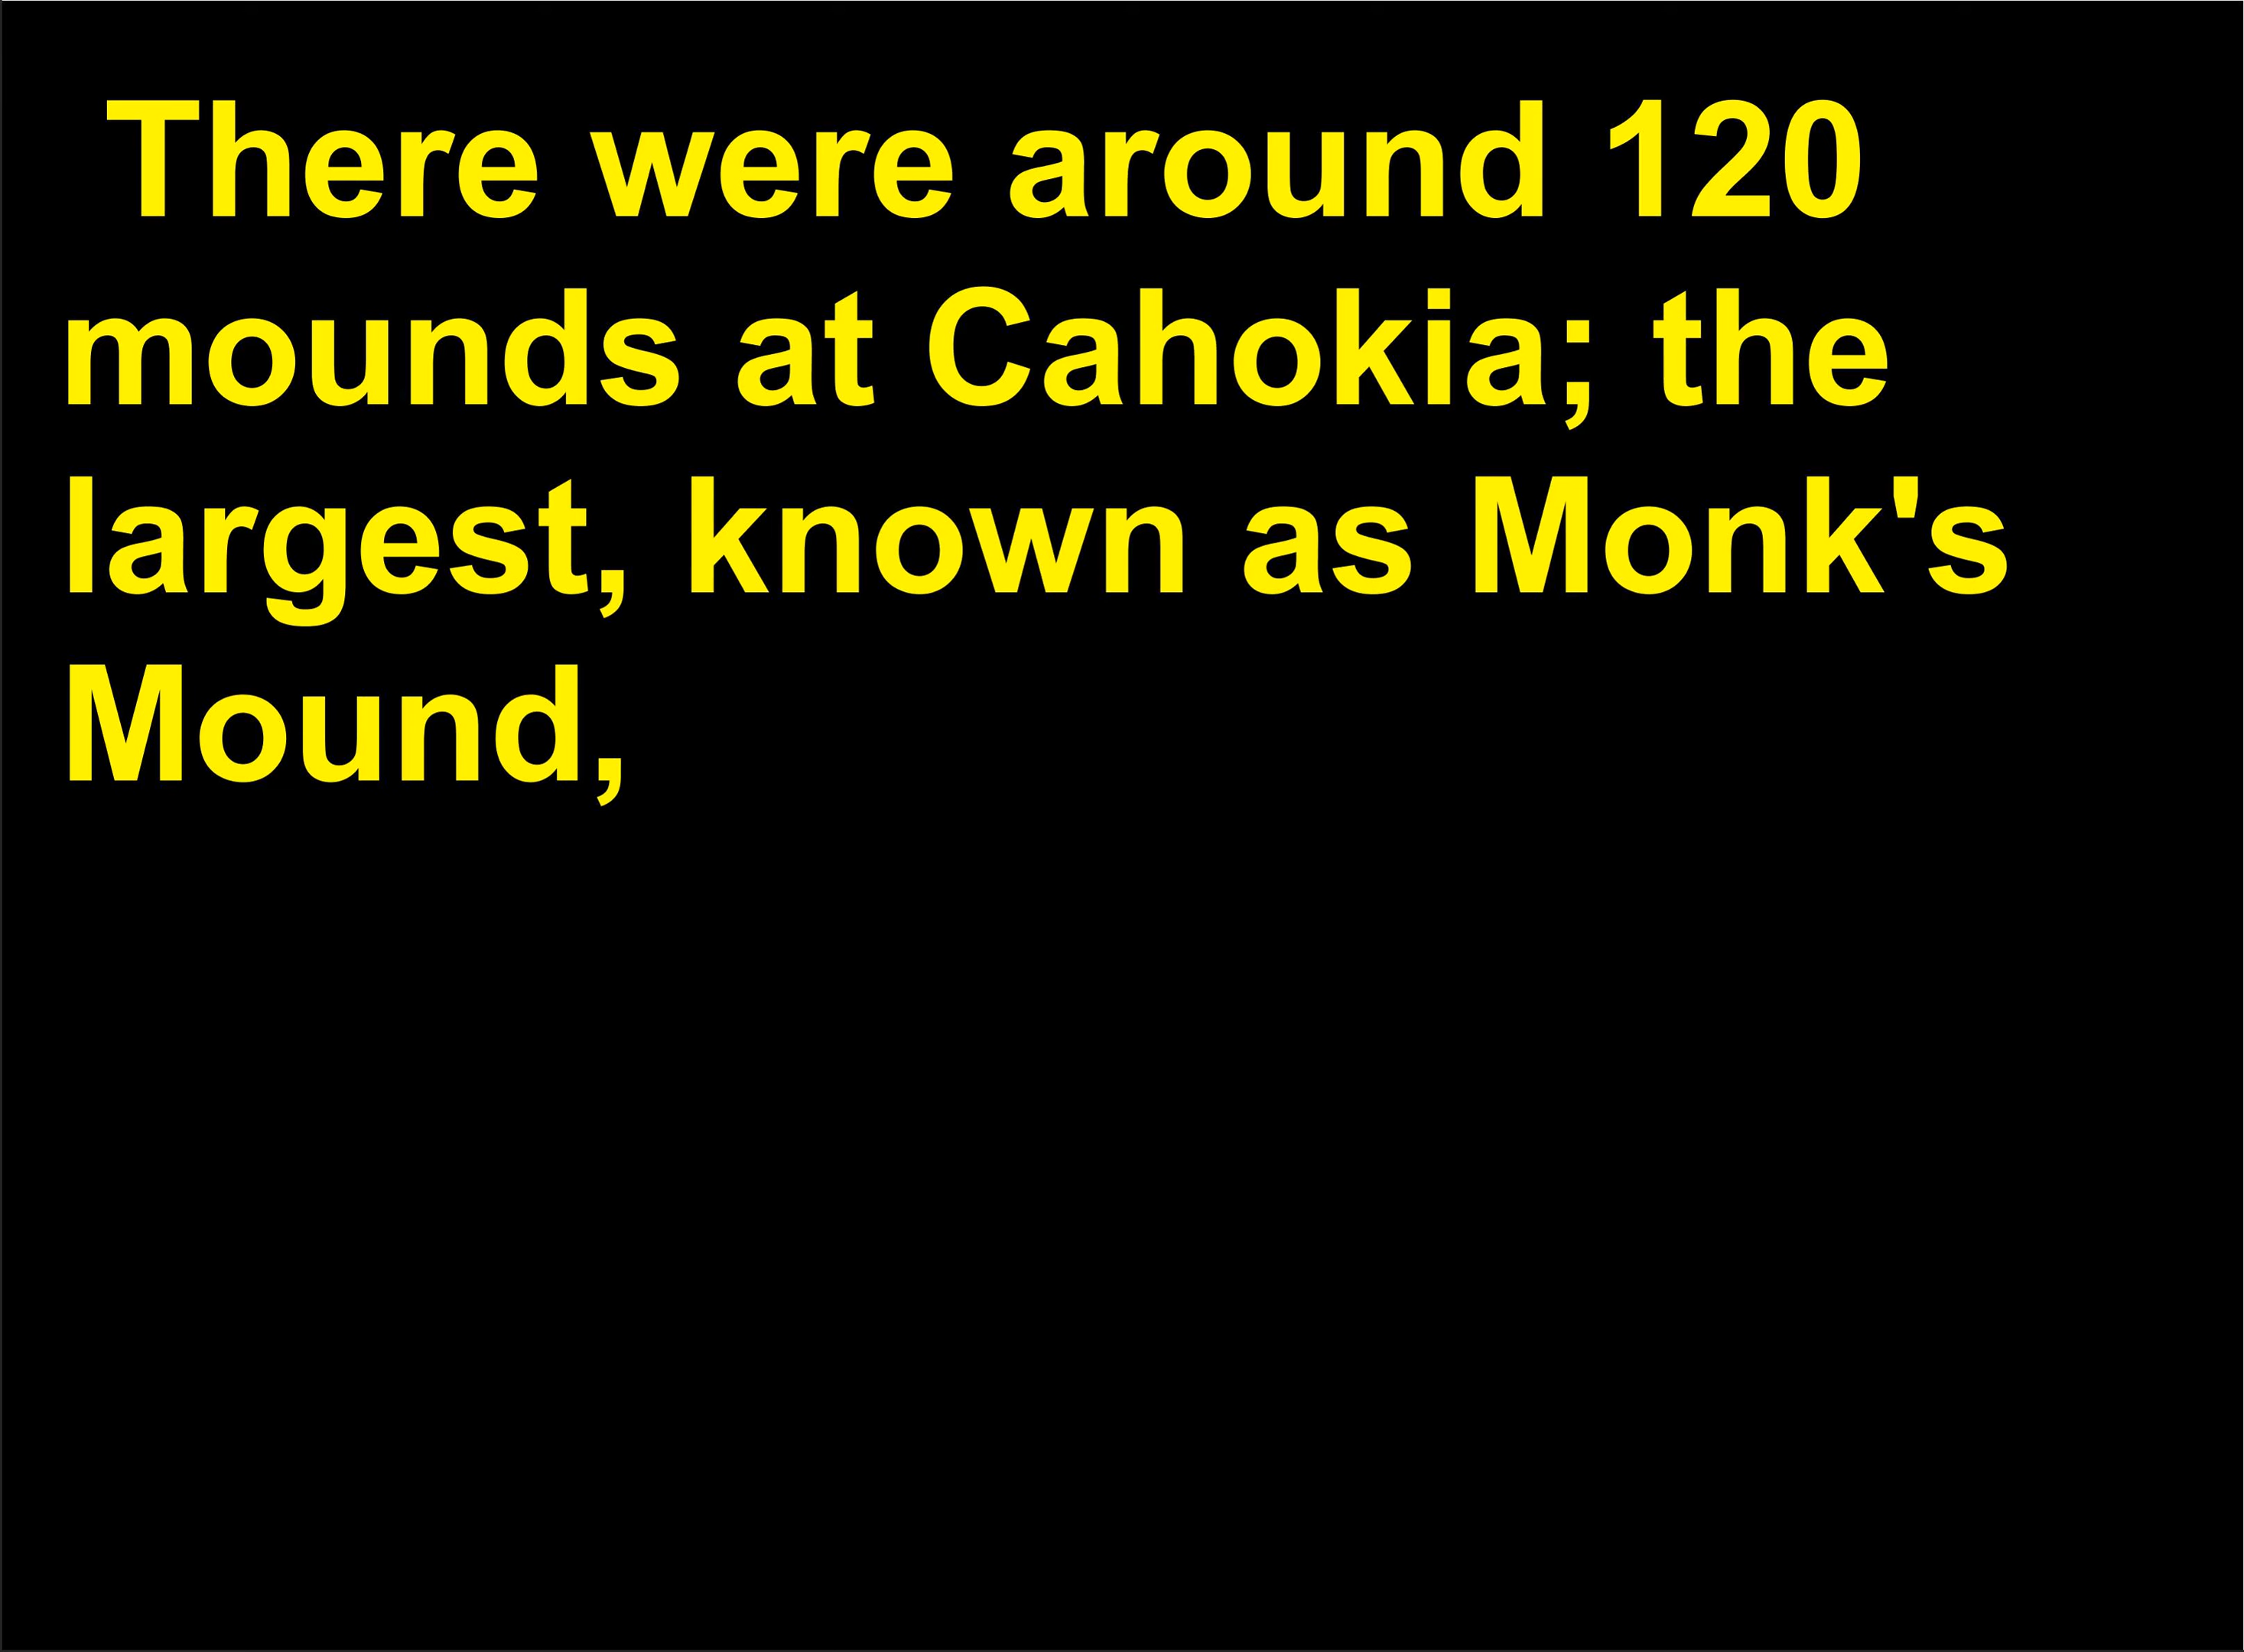 There were around 120
mounds at Cahokia; the
largest, known as Monk's
Mound,